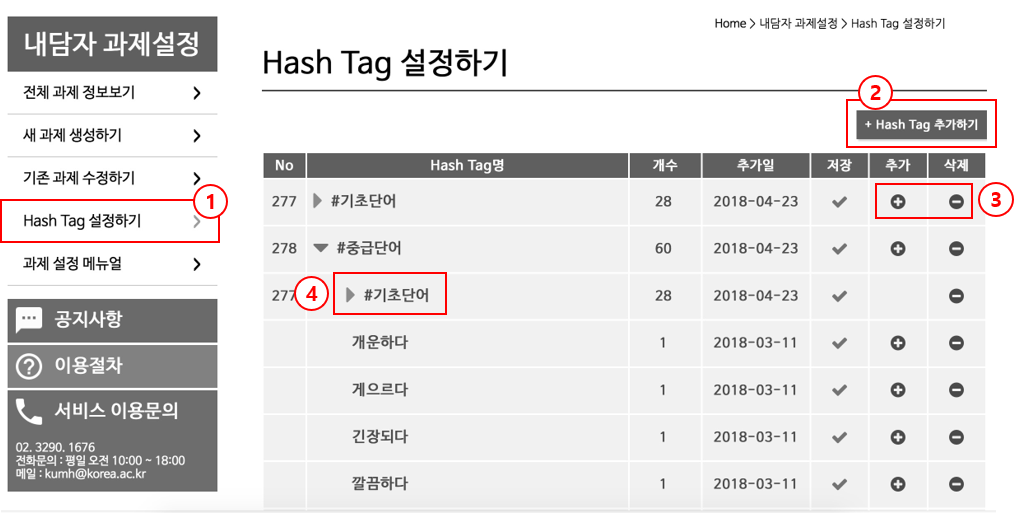 Home > 내담자 과제설정 > Hash Tag 설정하기
내담자 과제설정
전체 과제 정보보기
새 과제 생성하기
기존 과제 수정하기
1
Hash Tag 설정하기
과제 설정 메뉴얼
공지사항
이용절차
서비스 이용문의
02. 3290. 1676
전화문의 : 평일 오전 10:00 ~ 18:00
메일 : kumh@korea.ac.kr
Hash Tag 설정하기
2
+ Hash Tag 추가하기
No Hash Tag명 개수 추가일 저장 추가 삭제
277 #기초단어 28 2018-04-23
3
278 #중급단어 60 2018-04-23
277 4 #기초단어 28 2018-04-23
개운하다 1 2018-03-11
게으르다 1 2018-03-11
긴장되다 1 2018-03-11
깔끔하다 1 2018-03-11